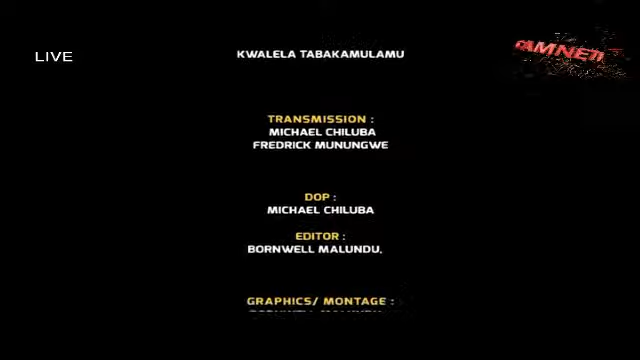 LIVE
KWALELA TABAKAMULAMU
TRANSMISSION :
MICHAEL CHILUBA
FREDRICK MUNUNGWE
DOP :
MICHAEL CHILUBA
EDITOR :
BORNWELL MALUNDU,
GRAPHICS/ MONTAGE :